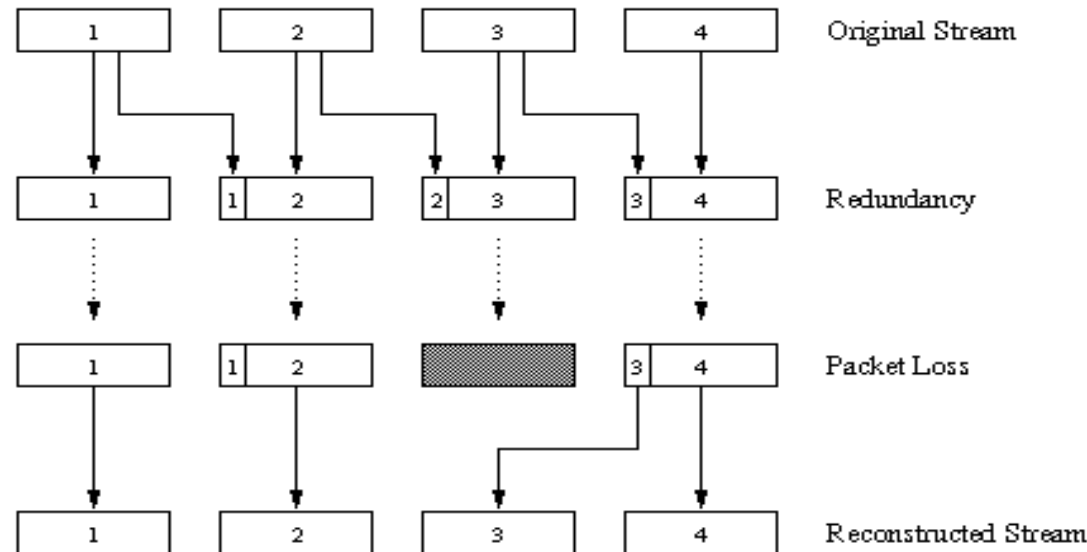 1 2 3 4 Original Stream
1 1 2 2 3 3 4 Redundancy
1 1 2 3 4 Packet Loss
1 2 3 4 Reconstructed Stream